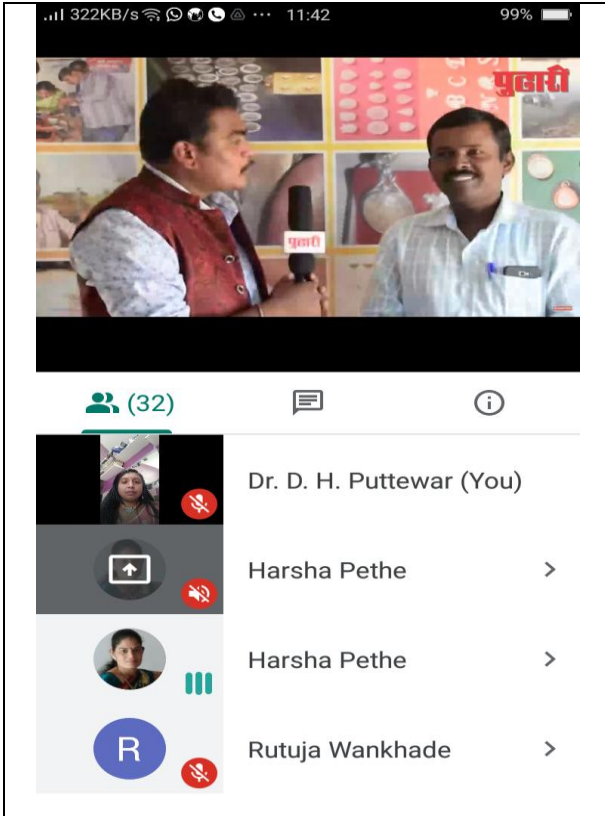 322KB/s ... 11:42 99%
पुढारी
पुढारी
(32)
Dr. D. H. Puttewar (You)
Harsha Pethe
Harsha Pethe
R Rutuja Wankhade